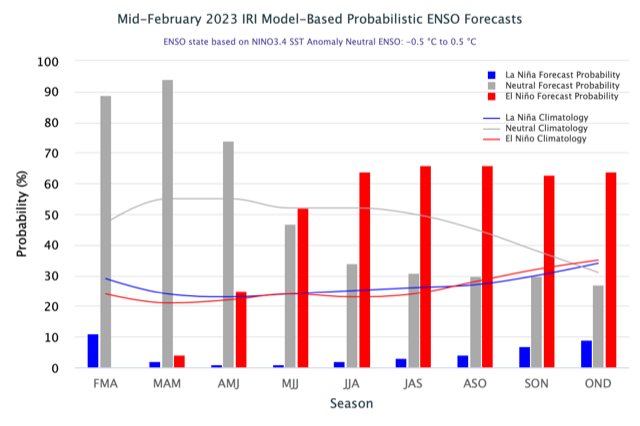 Mid-February 2023 IRI Model-Based Probabilistic ENSO Forecasts
ENSO state based on NINO3.4 SST Anomaly Neutral ENSO: -0.5 °C to 0.5 °C
100
90
80
70
60
50
40
30
20
10
0
Probability (%)
La Niña Forecast Probability
Neutral Forecast Probability
El Niño Forecast Probability
La Niña Climatology
Neutral Climatology
El Niño Climatology
FMA MAM AMJ MJJ JJA JAS ASO SON OND
Season